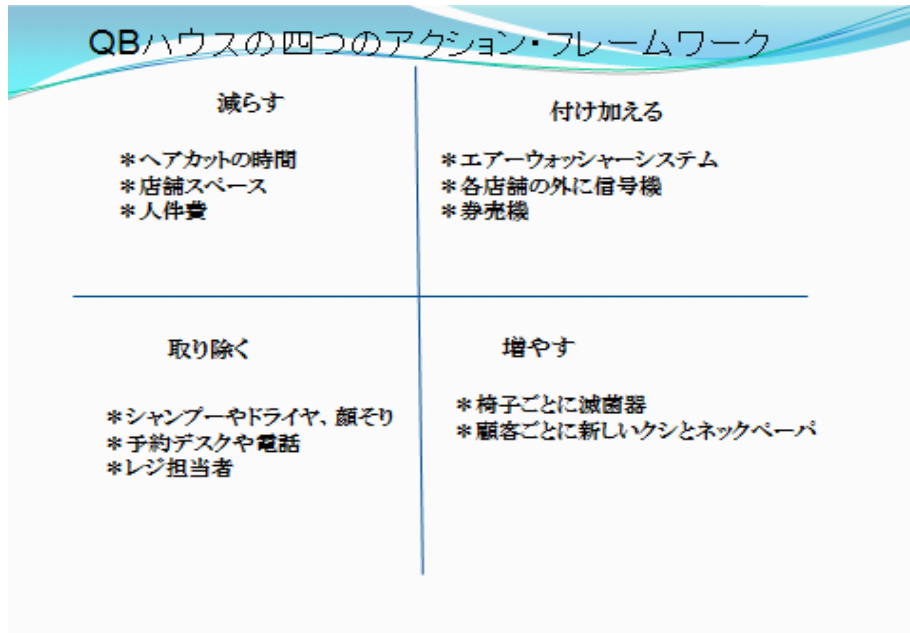 QBハウスの四つのアクション・フレームワーク
減らす
*ヘアカットの時間
*店舗スペース
*人件費
付け加える
*エアーウォッシャーシステム
*各店舗の外に信号機
*券売機
取り除く
*シャンプーやドライヤ、顔そり
*予約デスクや電話
*レジ担当者
増やす
*椅子ごとに滅菌器
*顧客ごとに新しいクシとネックペーパ